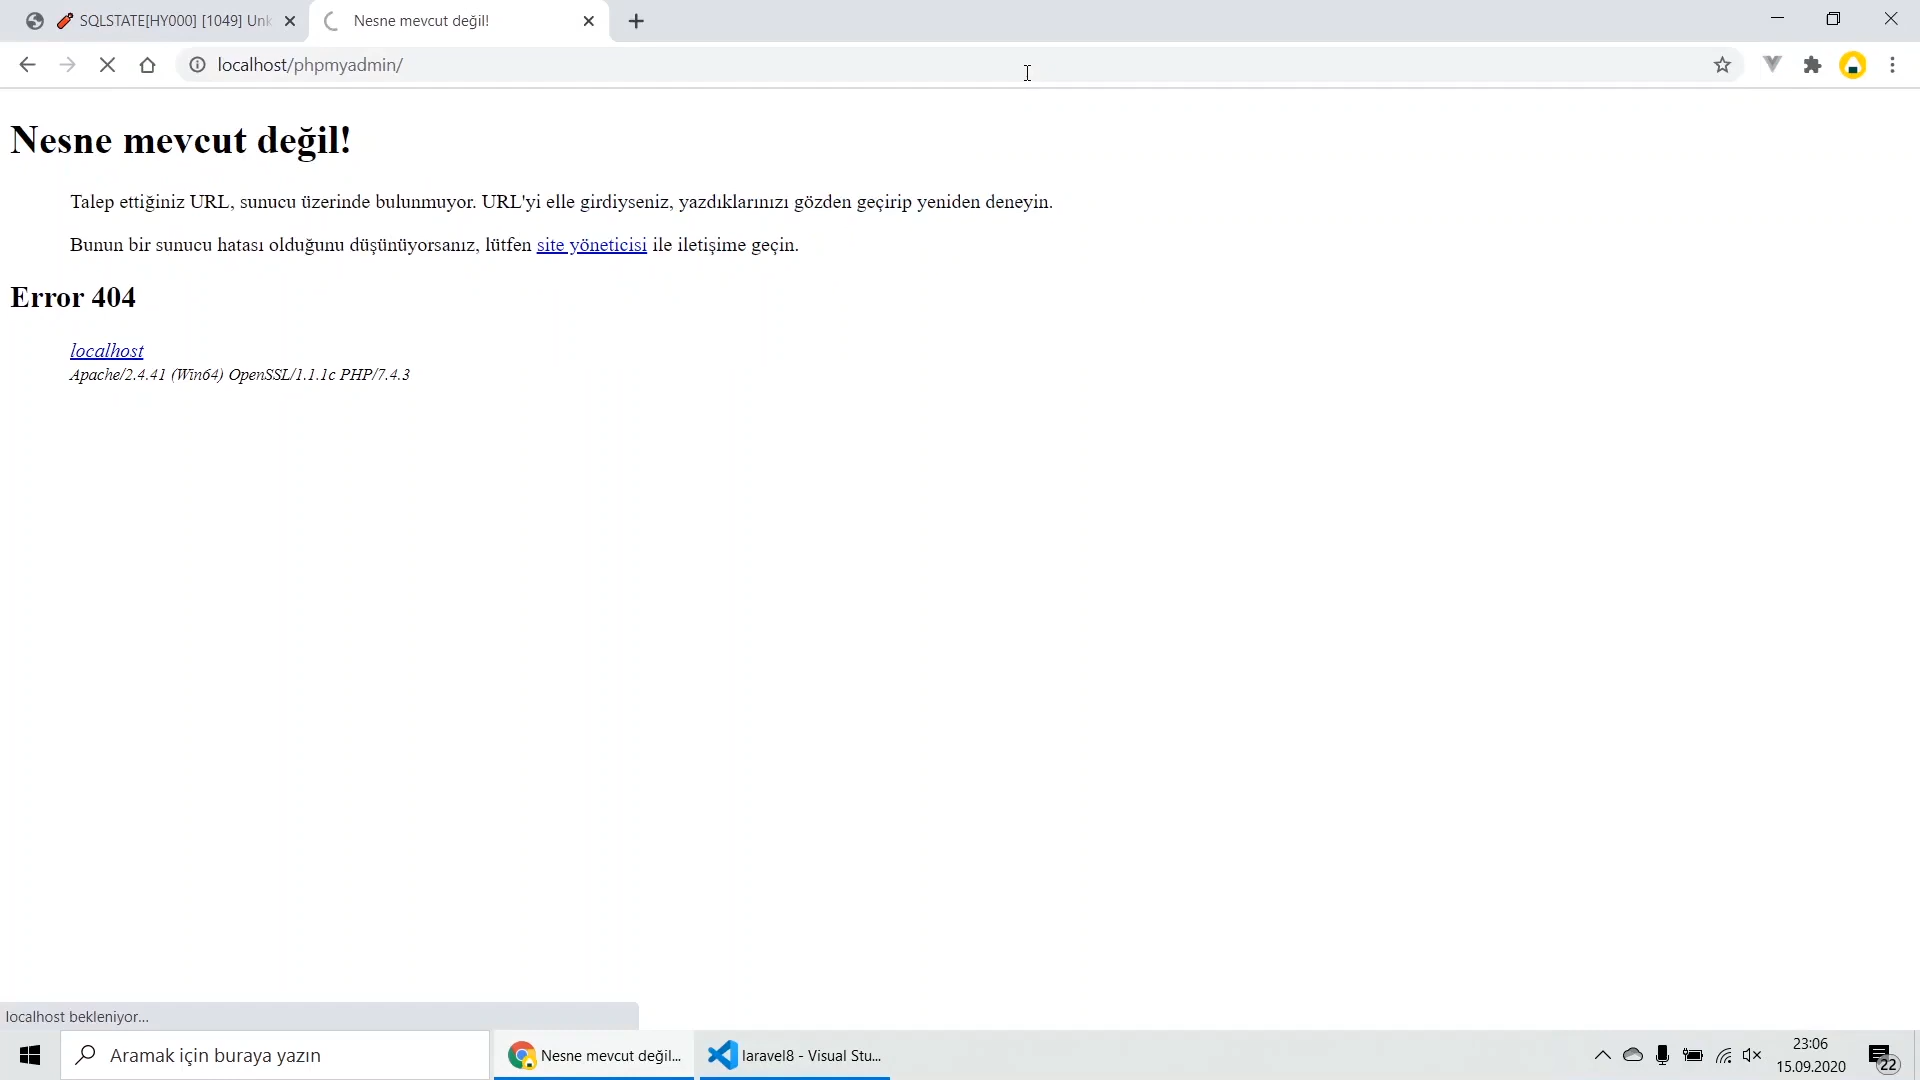 SQLSTATE[HY000] [1049] Unk
Nesne mevcut değil!
localhost/phpmyadmin/
Nesne mevcut değil!
Talep ettiğiniz URL, sunucu üzerinde bulunmuyor. URL'yi elle girdiyseniz, yazdıklarınızı gözden geçirip yeniden deneyin.
Bunun bir sunucu hatası olduğunu düşünüyorsanız, lütfen site yöneticisi ile iletişime geçin.
Error 404
localhost
Apache/2.4.41 (Win64) OpenSSL/1.1.1c PHP/7.4.3
localhost bekleniyor...
Aramak için buraya yazın
Nesne mevcut değil...
laravel8 - Visual Stu...
23:06
15.09.2020
22